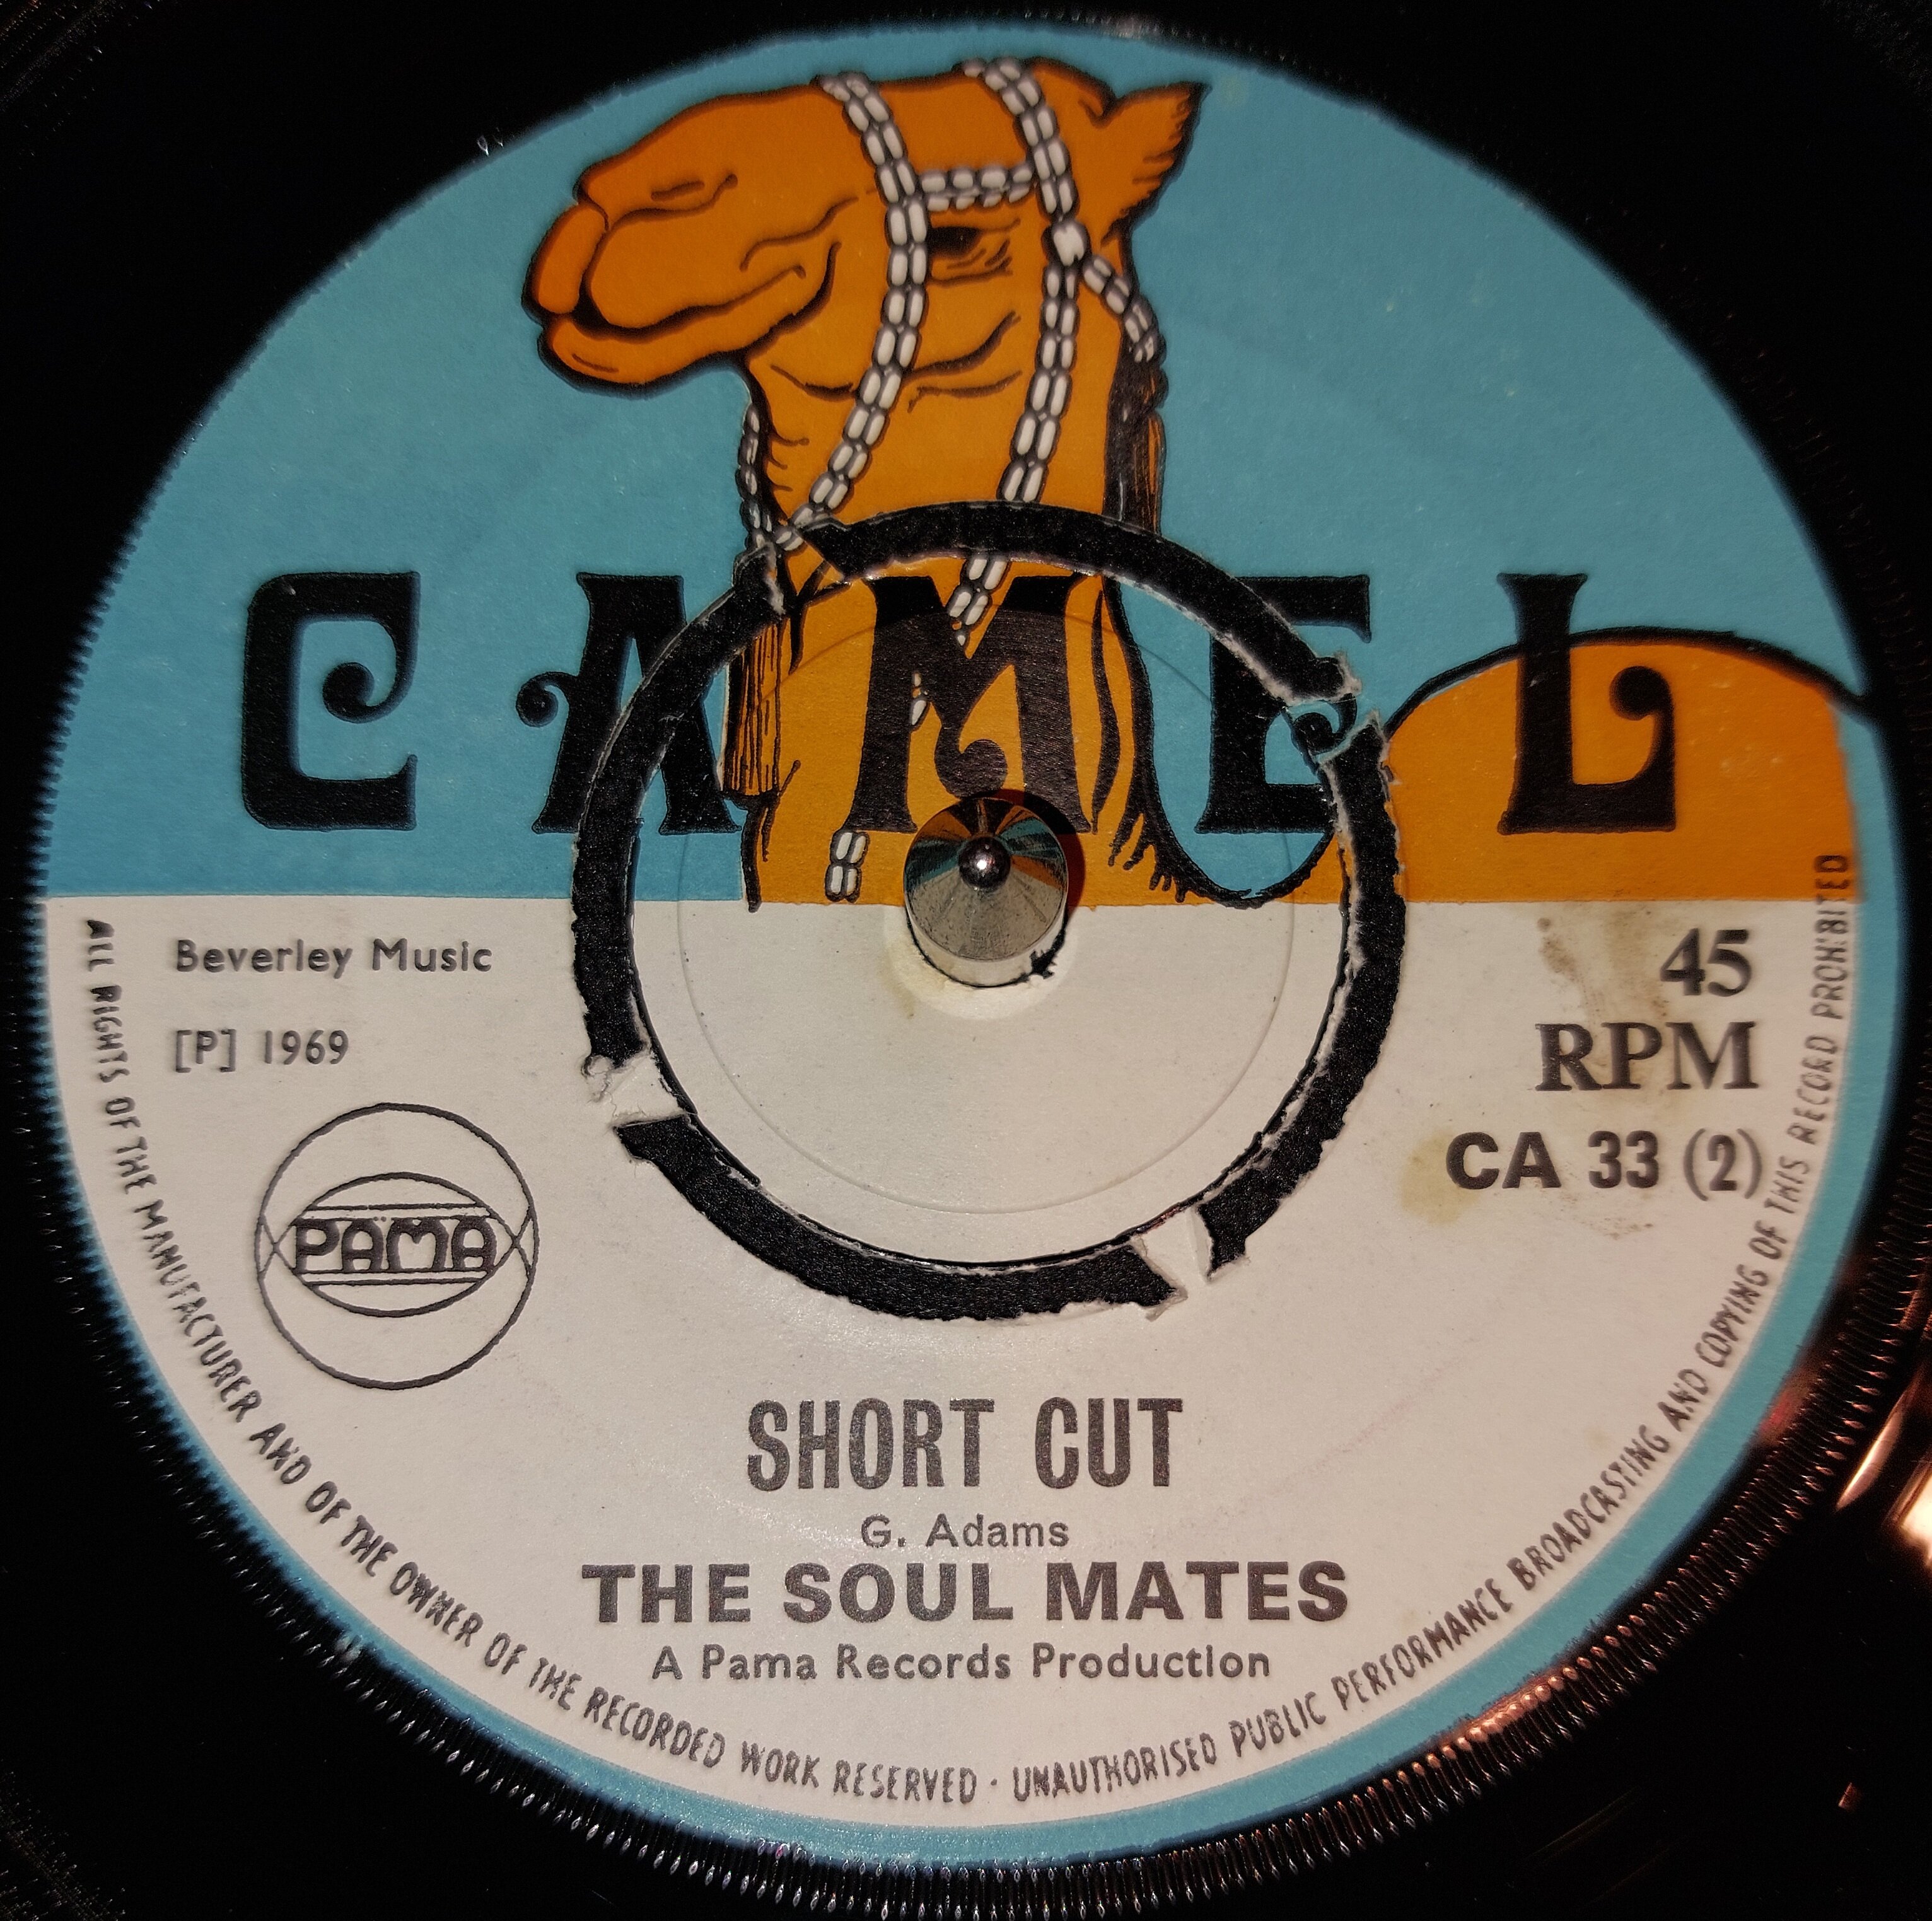 CAMEL
Beverley Music
[P] 1969
45
RPM
CA 33 (2)
PAMA
SHORT CUT
G. Adams
THE SOUL MATES
A Pama Records Production
ALL RIGHTS OF THE MANUFACTURER AND OF THE OWNER OF THE RECORDED WORK RESERVED · UNAUTHORISED PUBLIC PERFORMANCE BROADCASTING AND COPYING OF THIS RECORD PROHIBITED